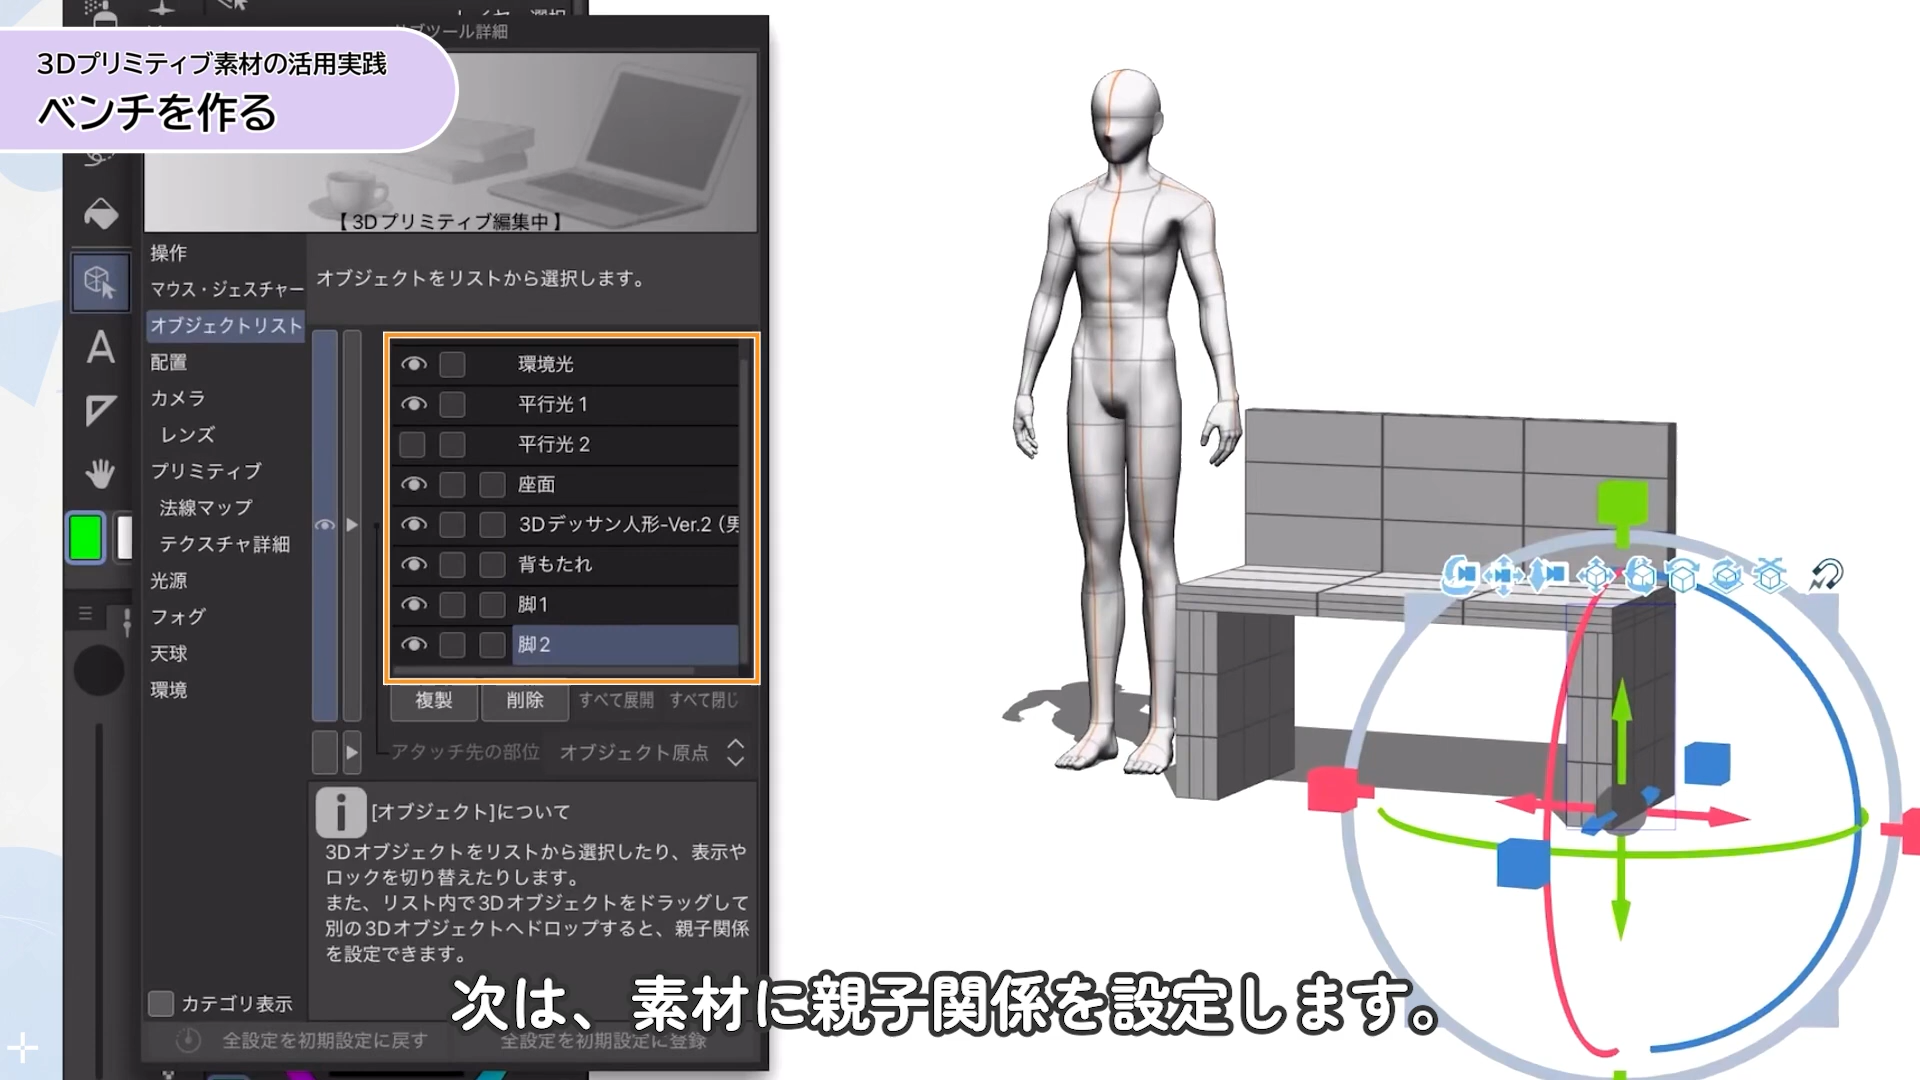 ツール詳細
3Dプリミティブ素材の活用実践
ベンチを作る
【 3Dプリミティブ編集中 】
操作
マウス・ジェスチャー
オブジェクトリスト
配置
カメラ
レンズ
プリミティブ
法線マップ
テクスチャ詳細
光源
フォグ
天球
環境
オブジェクトをリストから選択します。
環境光
平行光 1
平行光 2
座面
3Dデッサン人形-Ver.2（男
背もたれ
脚1
脚2
複製 削除 すべて展開 すべて閉じ
アタッチ先の部位 オブジェクト原点
[オブジェクト]について
3Dオブジェクトをリストから選択したり、表示や
ロックを切り替えたりします。
また、リスト内で3Dオブジェクトをドラッグして
別の3Dオブジェクトへドロップすると、親子関係
を設定できます。
カテゴリ表示
全設定を初期設定に戻す 全設定を初期設定に登録
次は、素材に親子関係を設定します。